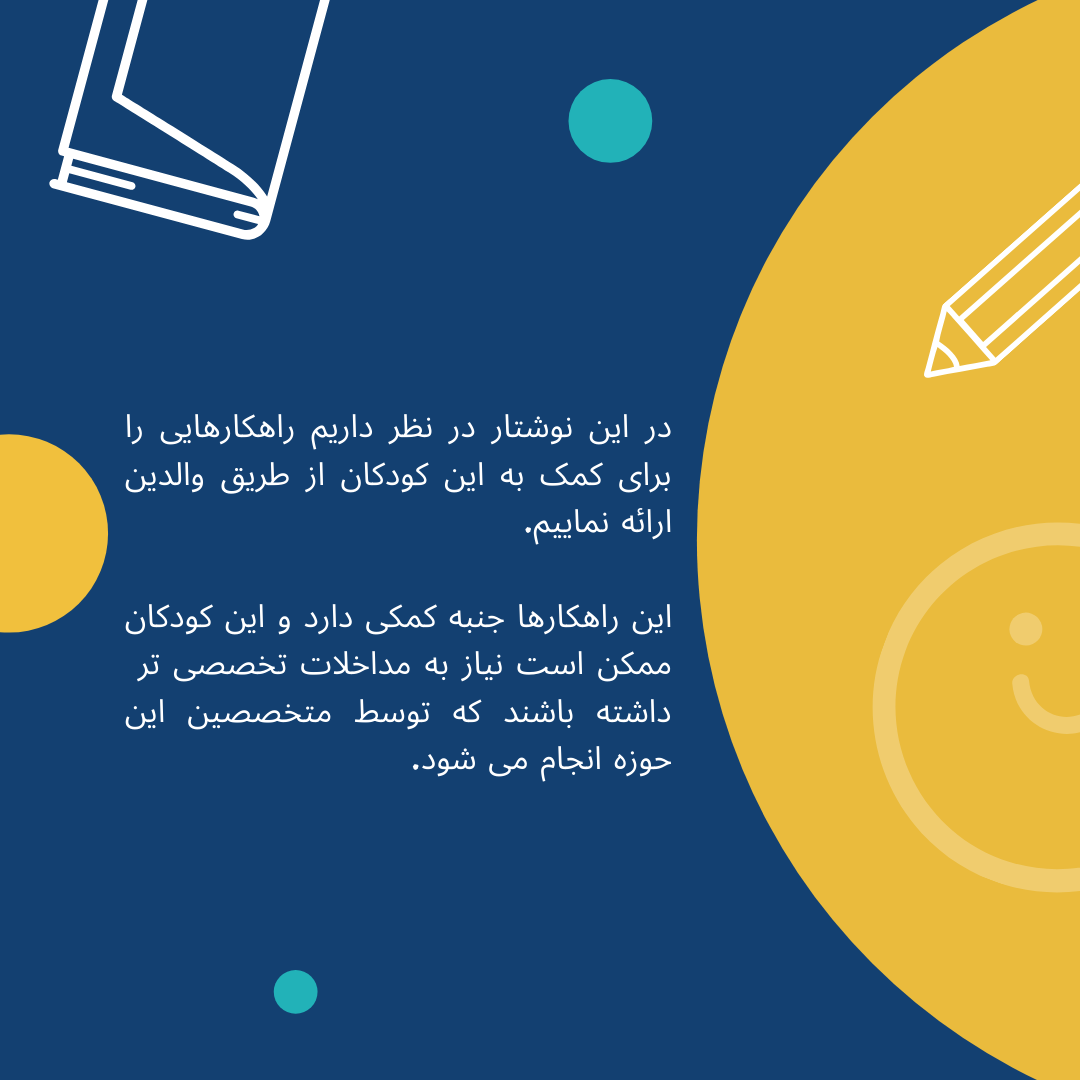 در این نوشتار در نظر داریم راهکارهایی را
برای کمک به این کودکان از طریق والدین
ارائه نماییم.
این راهکارها جنبه کمکی دارد و این کودکان
ممکن است نیاز به مداخلات تخصصی تر
داشته باشند که توسط متخصصین این
حوزه انجام می شود.